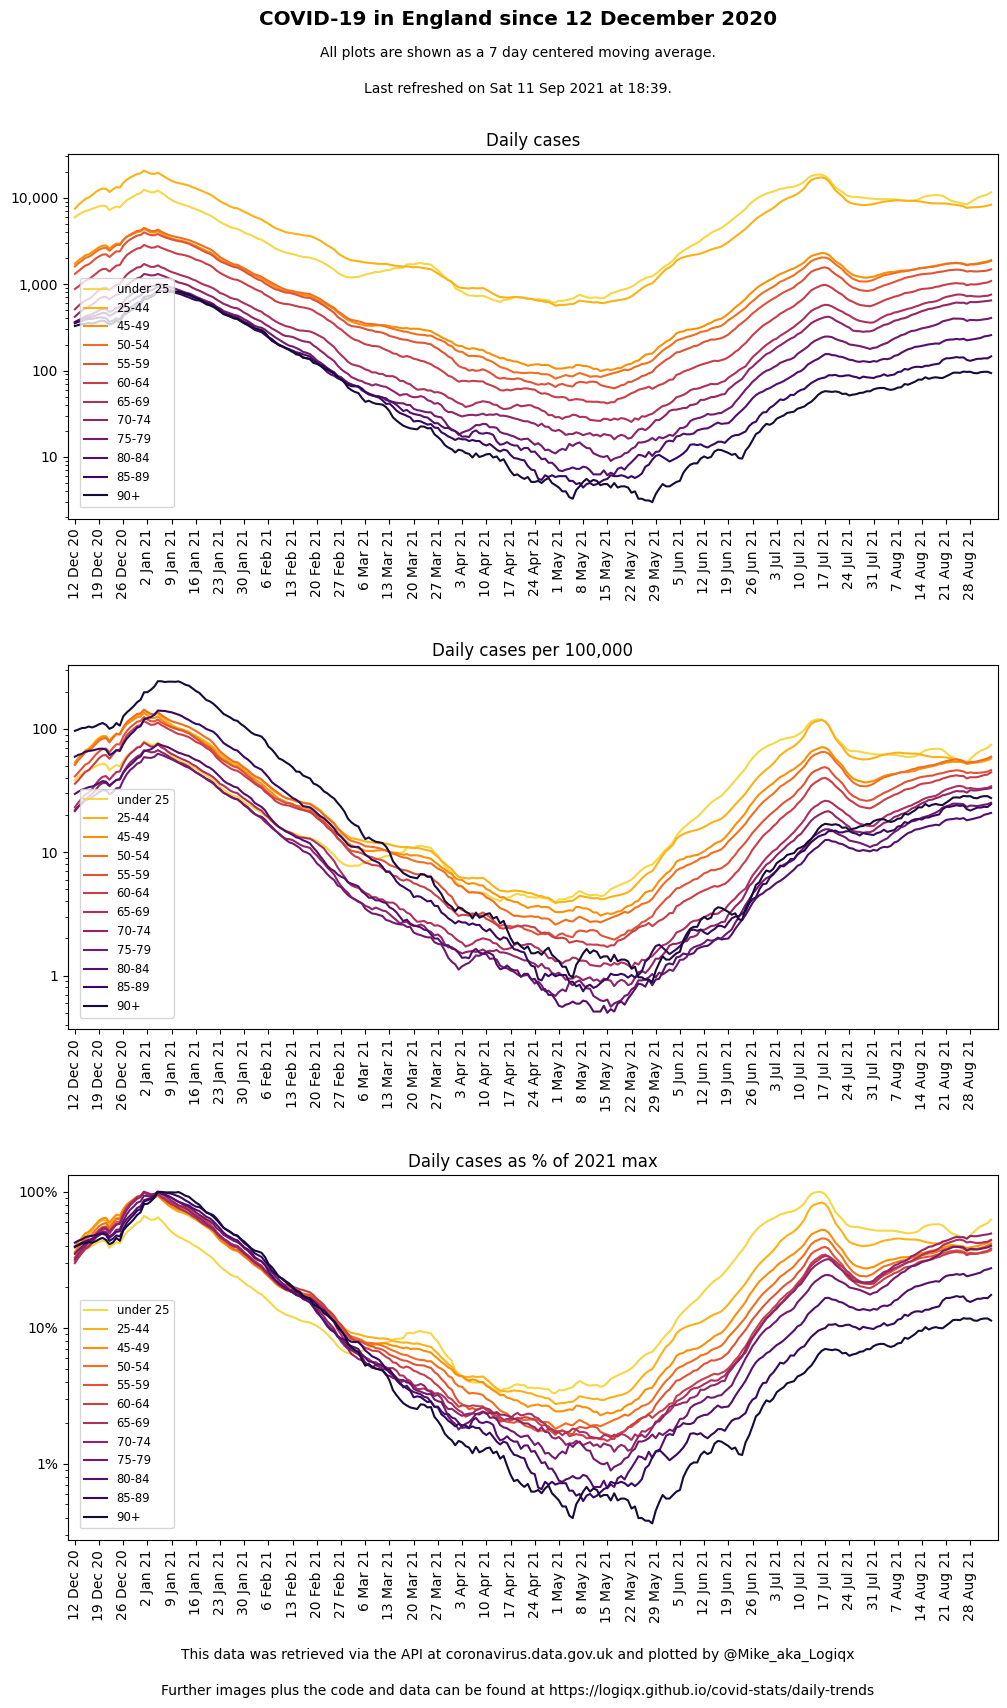 COVID-19 in England since 12 December 2020
All plots are shown as a 7 day centered moving average.
Last refreshed on Sat 11 Sep 2021 at 18:39.
Daily cases
10,000
1,000
100
10
under 25
25-44
45-49
50-54
55-59
60-64
65-69
70-74
75-79
80-84
85-89
90+
12 Dec 20
19 Dec 20
26 Dec 20
2 Jan 21
9 Jan 21
16 Jan 21
23 Jan 21
30 Jan 21
6 Feb 21
13 Feb 21
20 Feb 21
27 Feb 21
6 Mar 21
13 Mar 21
20 Mar 21
27 Mar 21
3 Apr 21
10 Apr 21
17 Apr 21
24 Apr 21
1 May 21
8 May 21
15 May 21
22 May 21
29 May 21
5 Jun 21
12 Jun 21
19 Jun 21
26 Jun 21
3 Jul 21
10 Jul 21
17 Jul 21
24 Jul 21
31 Jul 21
7 Aug 21
14 Aug 21
21 Aug 21
28 Aug 21
Daily cases per 100,000
100
10
1
under 25
25-44
45-49
50-54
55-59
60-64
65-69
70-74
75-79
80-84
85-89
90+
12 Dec 20
19 Dec 20
26 Dec 20
2 Jan 21
9 Jan 21
16 Jan 21
23 Jan 21
30 Jan 21
6 Feb 21
13 Feb 21
20 Feb 21
27 Feb 21
6 Mar 21
13 Mar 21
20 Mar 21
27 Mar 21
3 Apr 21
10 Apr 21
17 Apr 21
24 Apr 21
1 May 21
8 May 21
15 May 21
22 May 21
29 May 21
5 Jun 21
12 Jun 21
19 Jun 21
26 Jun 21
3 Jul 21
10 Jul 21
17 Jul 21
24 Jul 21
31 Jul 21
7 Aug 21
14 Aug 21
21 Aug 21
28 Aug 21
Daily cases as % of 2021 max
100%
10%
1%
under 25
25-44
45-49
50-54
55-59
60-64
65-69
70-74
75-79
80-84
85-89
90+
12 Dec 20
19 Dec 20
26 Dec 20
2 Jan 21
9 Jan 21
16 Jan 21
23 Jan 21
30 Jan 21
6 Feb 21
13 Feb 21
20 Feb 21
27 Feb 21
6 Mar 21
13 Mar 21
20 Mar 21
27 Mar 21
3 Apr 21
10 Apr 21
17 Apr 21
24 Apr 21
1 May 21
8 May 21
15 May 21
22 May 21
29 May 21
5 Jun 21
12 Jun 21
19 Jun 21
26 Jun 21
3 Jul 21
10 Jul 21
17 Jul 21
24 Jul 21
31 Jul 21
7 Aug 21
14 Aug 21
21 Aug 21
28 Aug 21
This data was retrieved via the API at coronavirus.data.gov.uk and plotted by @Mike_aka_Logiqx
Further images plus the code and data can be found at https://logiqx.github.io/covid-stats/daily-trends